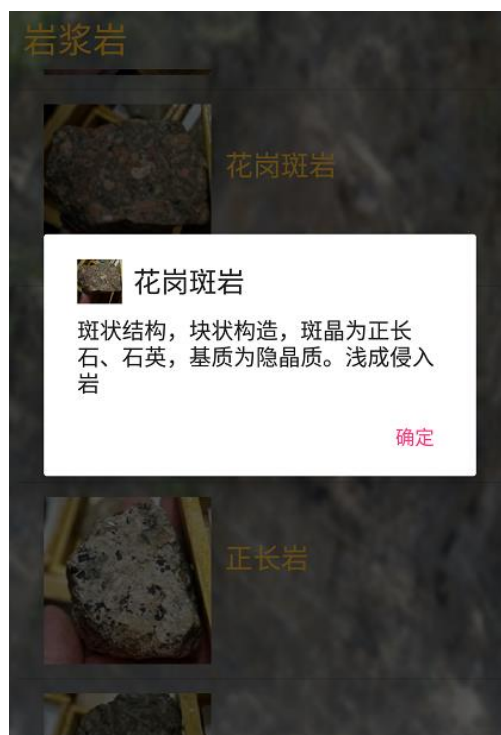 岩浆岩
花岗斑岩
花岗斑岩
斑状结构，块状构造，斑晶为正长
石、石英，基质为隐晶质。浅成侵入
岩
确定
正长岩